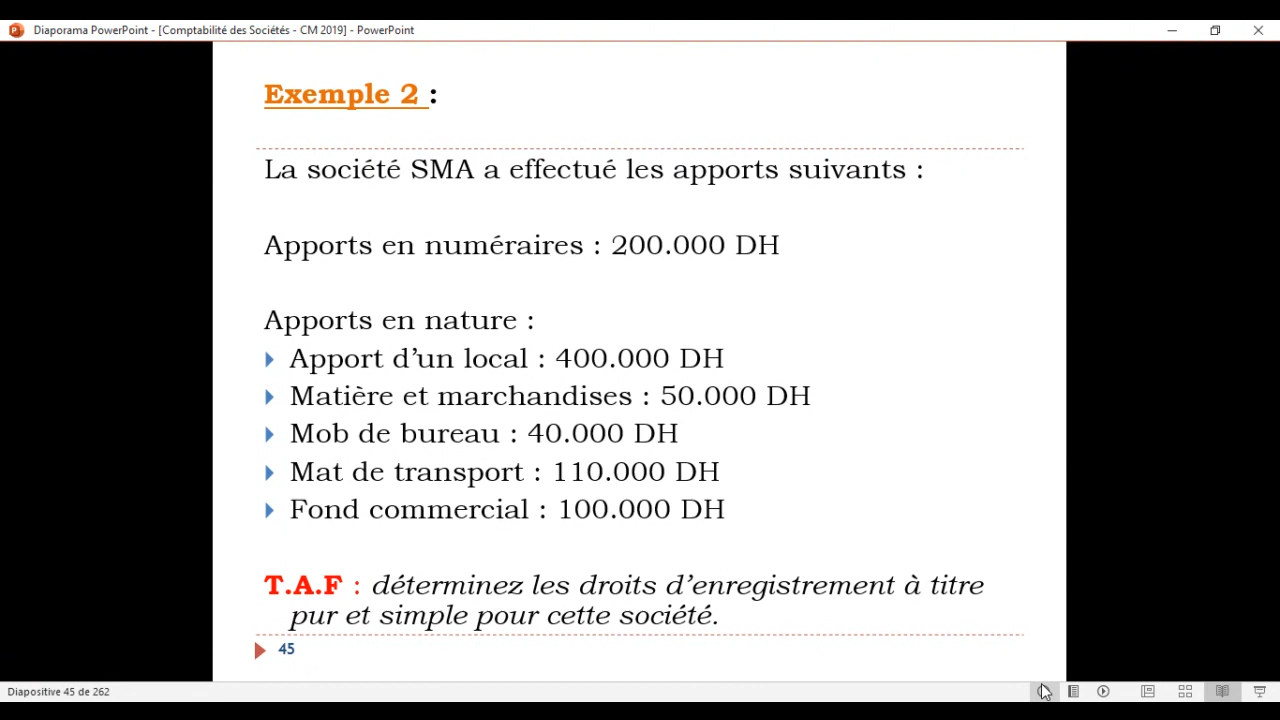 Diaporama PowerPoint - [Comptabilité des Sociétés - CM 2019] - PowerPoint
Exemple 2 :
La société SMA a effectué les apports suivants :
Apports en numéraires : 200.000 DH
Apports en nature :
Apport d’un local : 400.000 DH
Matière et marchandises : 50.000 DH
Mob de bureau : 40.000 DH
Mat de transport : 110.000 DH
Fond commercial : 100.000 DH
T.A.F : déterminez les droits d’enregistrement à titre
pur et simple pour cette société.
45
Diapositive 45 de 262